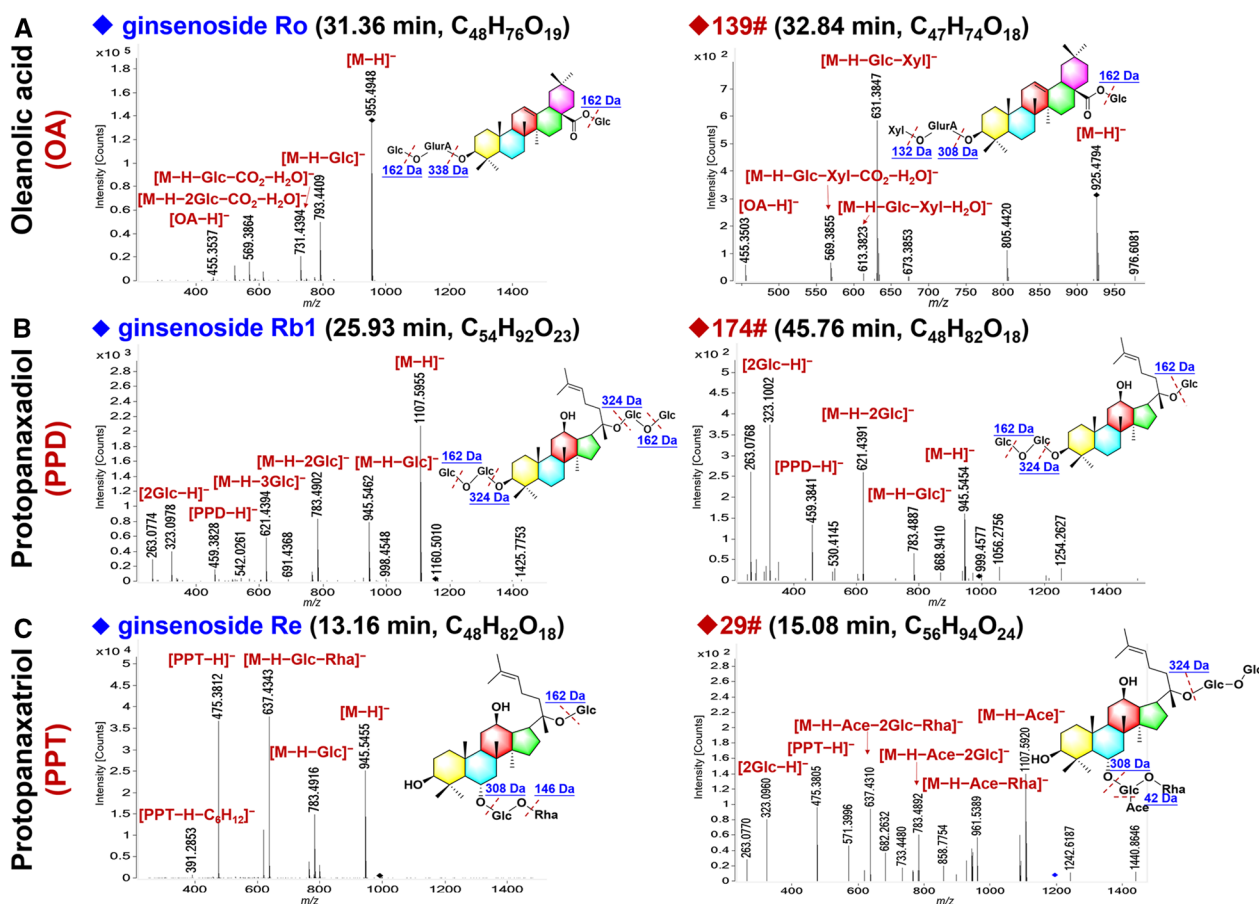 A
Oleanolic acid
(OA)
◆ ginsenoside Ro (31.36 min, C48H76O19)
×10 5
Intensity [Counts]
1.8
1.6
1.4
1.2
1
0.8
0.6
0.4
0.2
0
400 600 800 1000 1200 1400
m/z
[M−H]−
955.4948
[M−H−Glc]−
793.4409
[M−H−Glc−CO2−H2O]−
731.4394
[M−H−2Glc−CO2−H2O]−
569.3864
[OA−H]−
455.3537
Glc
O
GlurA
O
162 Da
338 Da
162 Da
O
Glc
O
◆139# (32.84 min, C47H74O18)
×10 2
Intensity [Counts]
7
6
5
4
3
2
1
0
450 500 550 600 650 700 750 800 850 900 950
m/z
[M−H−Glc−Xyl]−
631.3847
[M−H]−
925.4794
[M−H−Glc−Xyl−CO2−H2O]−
569.3855
[M−H−Glc−Xyl−H2O]−
613.3823
[OA−H]−
455.3503
673.3853
805.4420
976.6081
Xyl
O
GlurA
O
132 Da
308 Da
162 Da
O
Glc
O
B
Protopanaxadiol
(PPD)
◆ ginsenoside Rb1 (25.93 min, C54H92O23)
×10 3
Intensity [Counts]
2.8
2.6
2.4
2.2
2
1.8
1.6
1.4
1.2
1
0.8
0.6
0.4
0.2
0
400 600 800 1000 1200 1400
m/z
[M−H]−
1107.5955
[M−H−Glc]−
945.5462
[M−H−2Glc]−
783.4902
[M−H−3Glc]−
621.4394
[2Glc−H]−
323.0978
[PPD−H]−
459.3828
263.0774
542.0261
691.4368
998.4548
1160.5010
1425.7753
324 Da
O
Glc
O
Glc
162 Da
OH
162 Da
Glc
O
Glc
O
324 Da
◆174# (45.76 min, C48H82O18)
×10 2
Intensity [Counts]
5
4.5
4
3.5
3
2.5
2
1.5
1
0.5
0
400 600 800 1000 1200 1400
m/z
[2Glc−H]−
323.1002
263.0768
[M−H−2Glc]−
621.4391
[PPD−H]−
459.3841
[M−H]−
945.5454
[M−H−Glc]−
783.4887
530.4145
868.9410
999.4577
1056.2756
1254.2627
162 Da
O
Glc
OH
162 Da
Glc
O
Glc
O
324 Da
C
Protopanaxatriol
(PPT)
◆ ginsenoside Re (13.16 min, C48H82O18)
×10 4
Intensity [Counts]
5
4.5
4
3.5
3
2.5
2
1.5
1
0.5
0
400 600 800 1000 1200 1400
m/z
[PPT−H]−
475.3812
[M−H−Glc−Rha]−
637.4343
[M−H]−
945.5455
[M−H−Glc]−
783.4916
[PPT−H−C6H12]−
391.2853
162 Da
O
Glc
OH
HO
308 Da
146 Da
O
Glc
O
Rha
◆29# (15.08 min, C56H94O24)
×10 2
Intensity [Counts]
2.8
2.6
2.4
2.2
2
1.8
1.6
1.4
1.2
1
0.8
0.6
0.4
0.2
0
400 600 800 1000 1200 1400
m/z
[M−H−Ace−2Glc−Rha]−
637.4310
[M−H−Ace]−
1107.5920
[PPT−H]−
475.3805
[M−H−Ace−2Glc]−
783.4892
[2Glc−H]−
323.0960
[M−H−Ace−Rha]−
961.5389
263.0770
571.3996
682.2632
733.4480
858.7754
1242.6187
1440.8646
324 Da
O
Glc
O
Glc
OH
HO
308 Da
O
O
Glc
Rha
Ace
42 Da